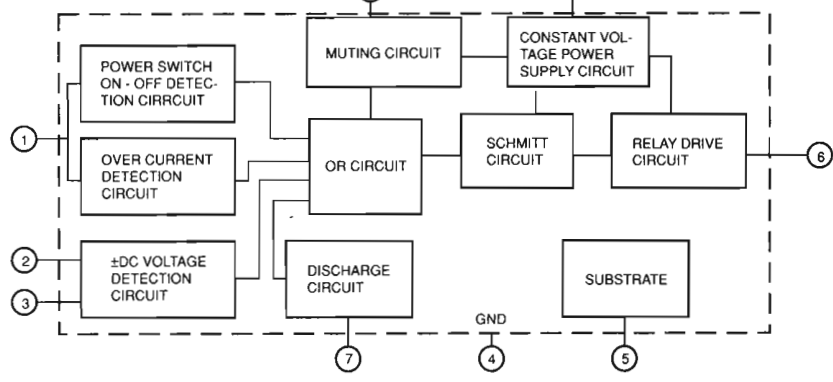 MUTING CIRCUIT
CONSTANT VOL-
TAGE POWER
SUPPLY CIRCUIT
POWER SWITCH
ON - OFF DETEC-
TION CIRRCUIT
1
OVER CURRENT
DETECTION
CIRCUIT
OR CIRCUIT
SCHMITT
CIRCUIT
RELAY DRIVE
CIRCUIT
6
2
3
±DC VOLTAGE
DETECTION
CIRCUIT
DISCHARGE
CIRCUIT
SUBSTRATE
GND
7
4
5